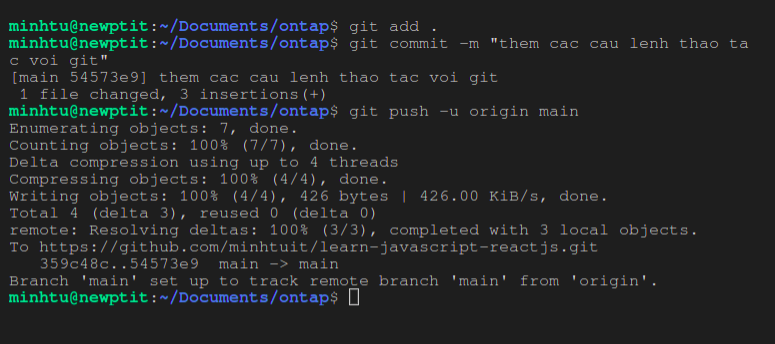 minhtu@newptit:~/Documents/ontap$ git add .
minhtu@newptit:~/Documents/ontap$ git commit -m "them cac cau lenh thao ta
c voi git"
[main 54573e9] them cac cau lenh thao tac voi git
 1 file changed, 3 insertions(+)
minhtu@newptit:~/Documents/ontap$ git push -u origin main
Enumerating objects: 7, done.
Counting objects: 100% (7/7), done.
Delta compression using up to 4 threads
Compressing objects: 100% (4/4), done.
Writing objects: 100% (4/4), 426 bytes | 426.00 KiB/s, done.
Total 4 (delta 3), reused 0 (delta 0)
remote: Resolving deltas: 100% (3/3), completed with 3 local objects.
To https://github.com/minhtuit/learn-javascript-reactjs.git
   359c48c..54573e9  main -> main
Branch 'main' set up to track remote branch 'main' from 'origin'.
minhtu@newptit:~/Documents/ontap$